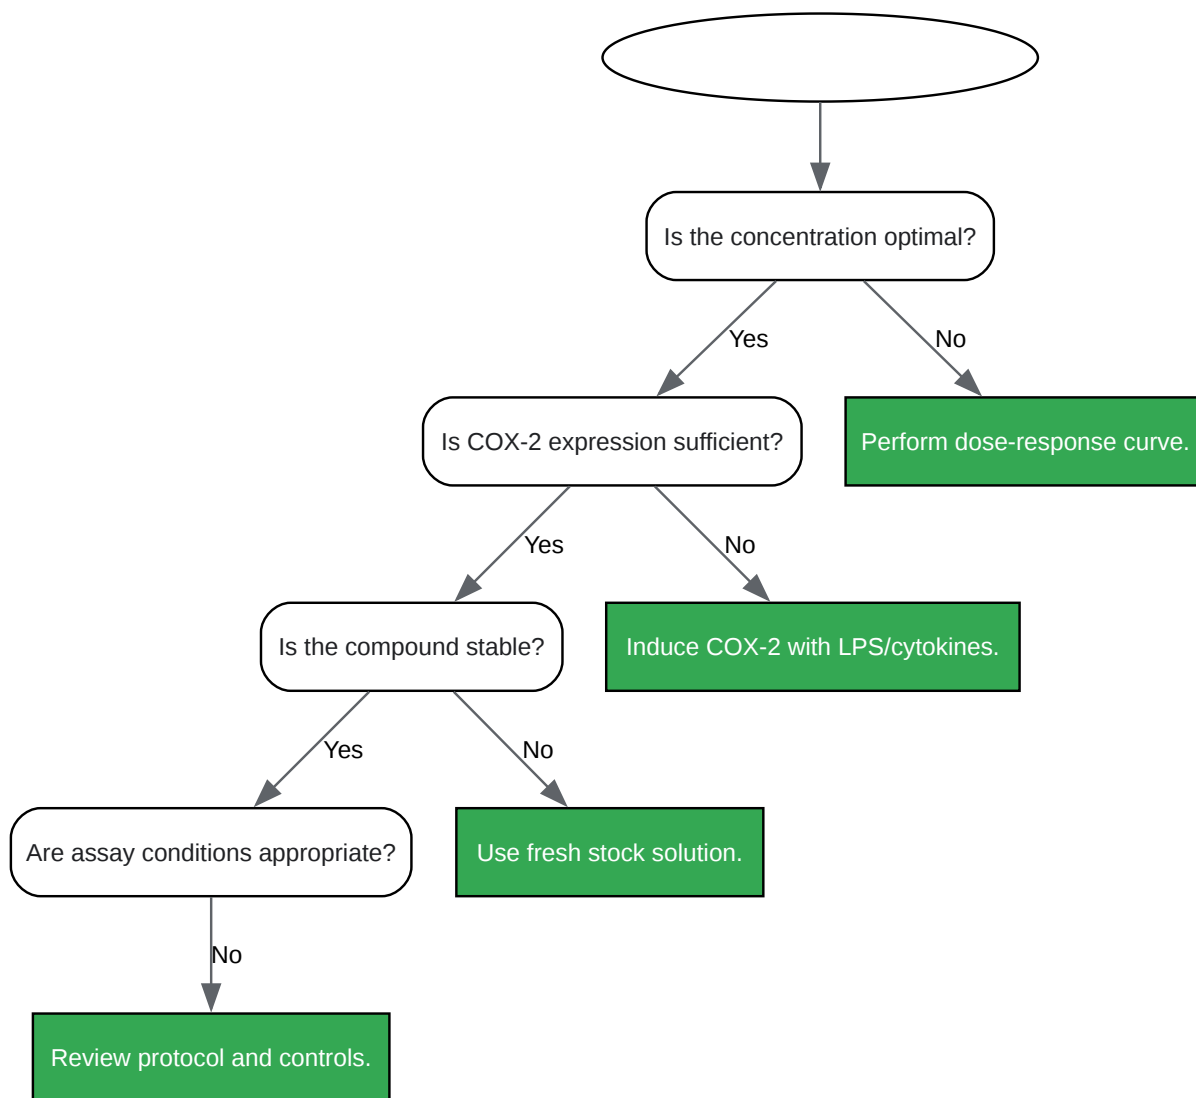 Is the concentration optimal?
Yes
No
Is COX-2 expression sufficient?
Perform dose-response curve.
Yes
No
Is the compound stable?
Induce COX-2 with LPS/cytokines.
Yes
No
Are assay conditions appropriate?
Use fresh stock solution.
No
Review protocol and controls.